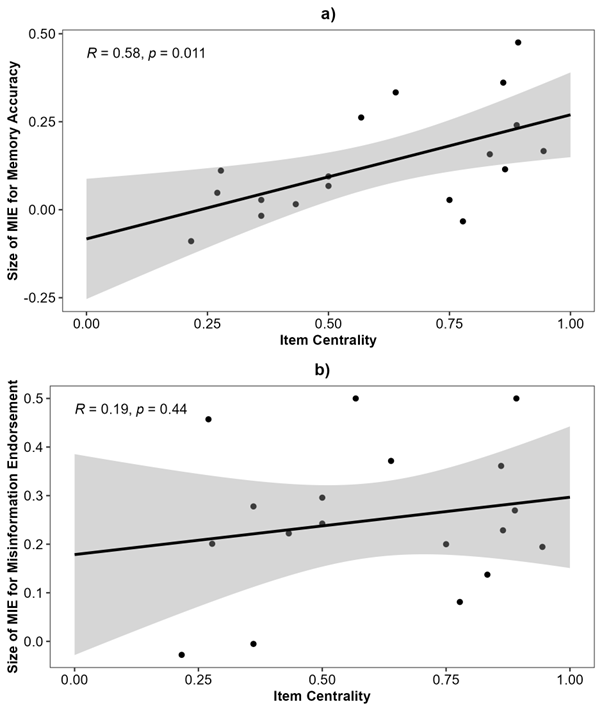 a)
R = 0.58, p = 0.011
Size of MIE for Memory Accuracy
0.50
0.25
0.00
-0.25
0.00 0.25 0.50 0.75 1.00
Item Centrality
b)
R = 0.19, p = 0.44
Size of MIE for Misinformation Endorsement
0.5
0.4
0.3
0.2
0.1
0.0
0.00 0.25 0.50 0.75 1.00
Item Centrality